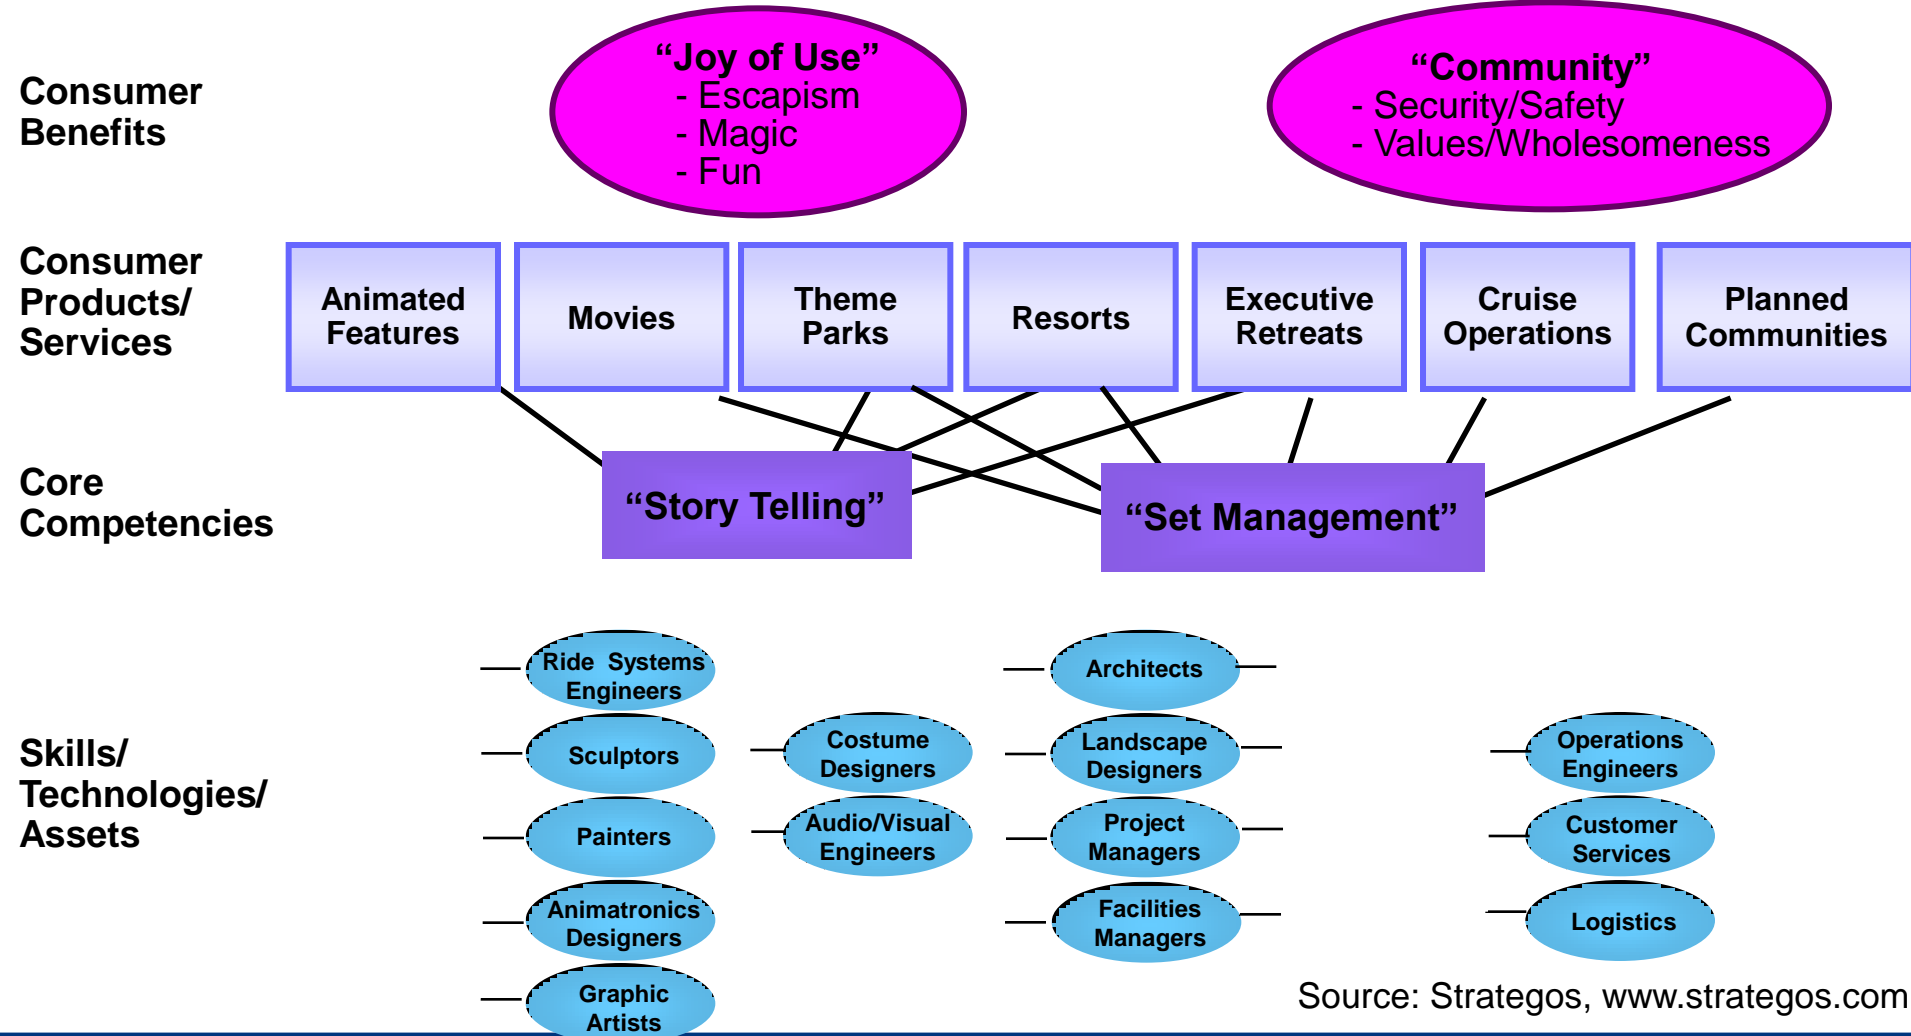 Consumer
Benefits
“Joy of Use”
- Escapism
- Magic
- Fun
“Community”
- Security/Safety
- Values/Wholesomeness
Consumer
Products/
Services
Animated
Features
Movies
Theme
Parks
Resorts
Executive
Retreats
Cruise
Operations
Planned
Communities
Core
Competencies
“Story Telling”
“Set Management”
Skills/
Technologies/
Assets
Ride Systems
Engineers
Sculptors
Painters
Animatronics
Designers
Graphic
Artists
Costume
Designers
Audio/Visual
Engineers
Architects
Landscape
Designers
Project
Managers
Facilities
Managers
Operations
Engineers
Customer
Services
Logistics
Source: Strategos, www.strategos.com